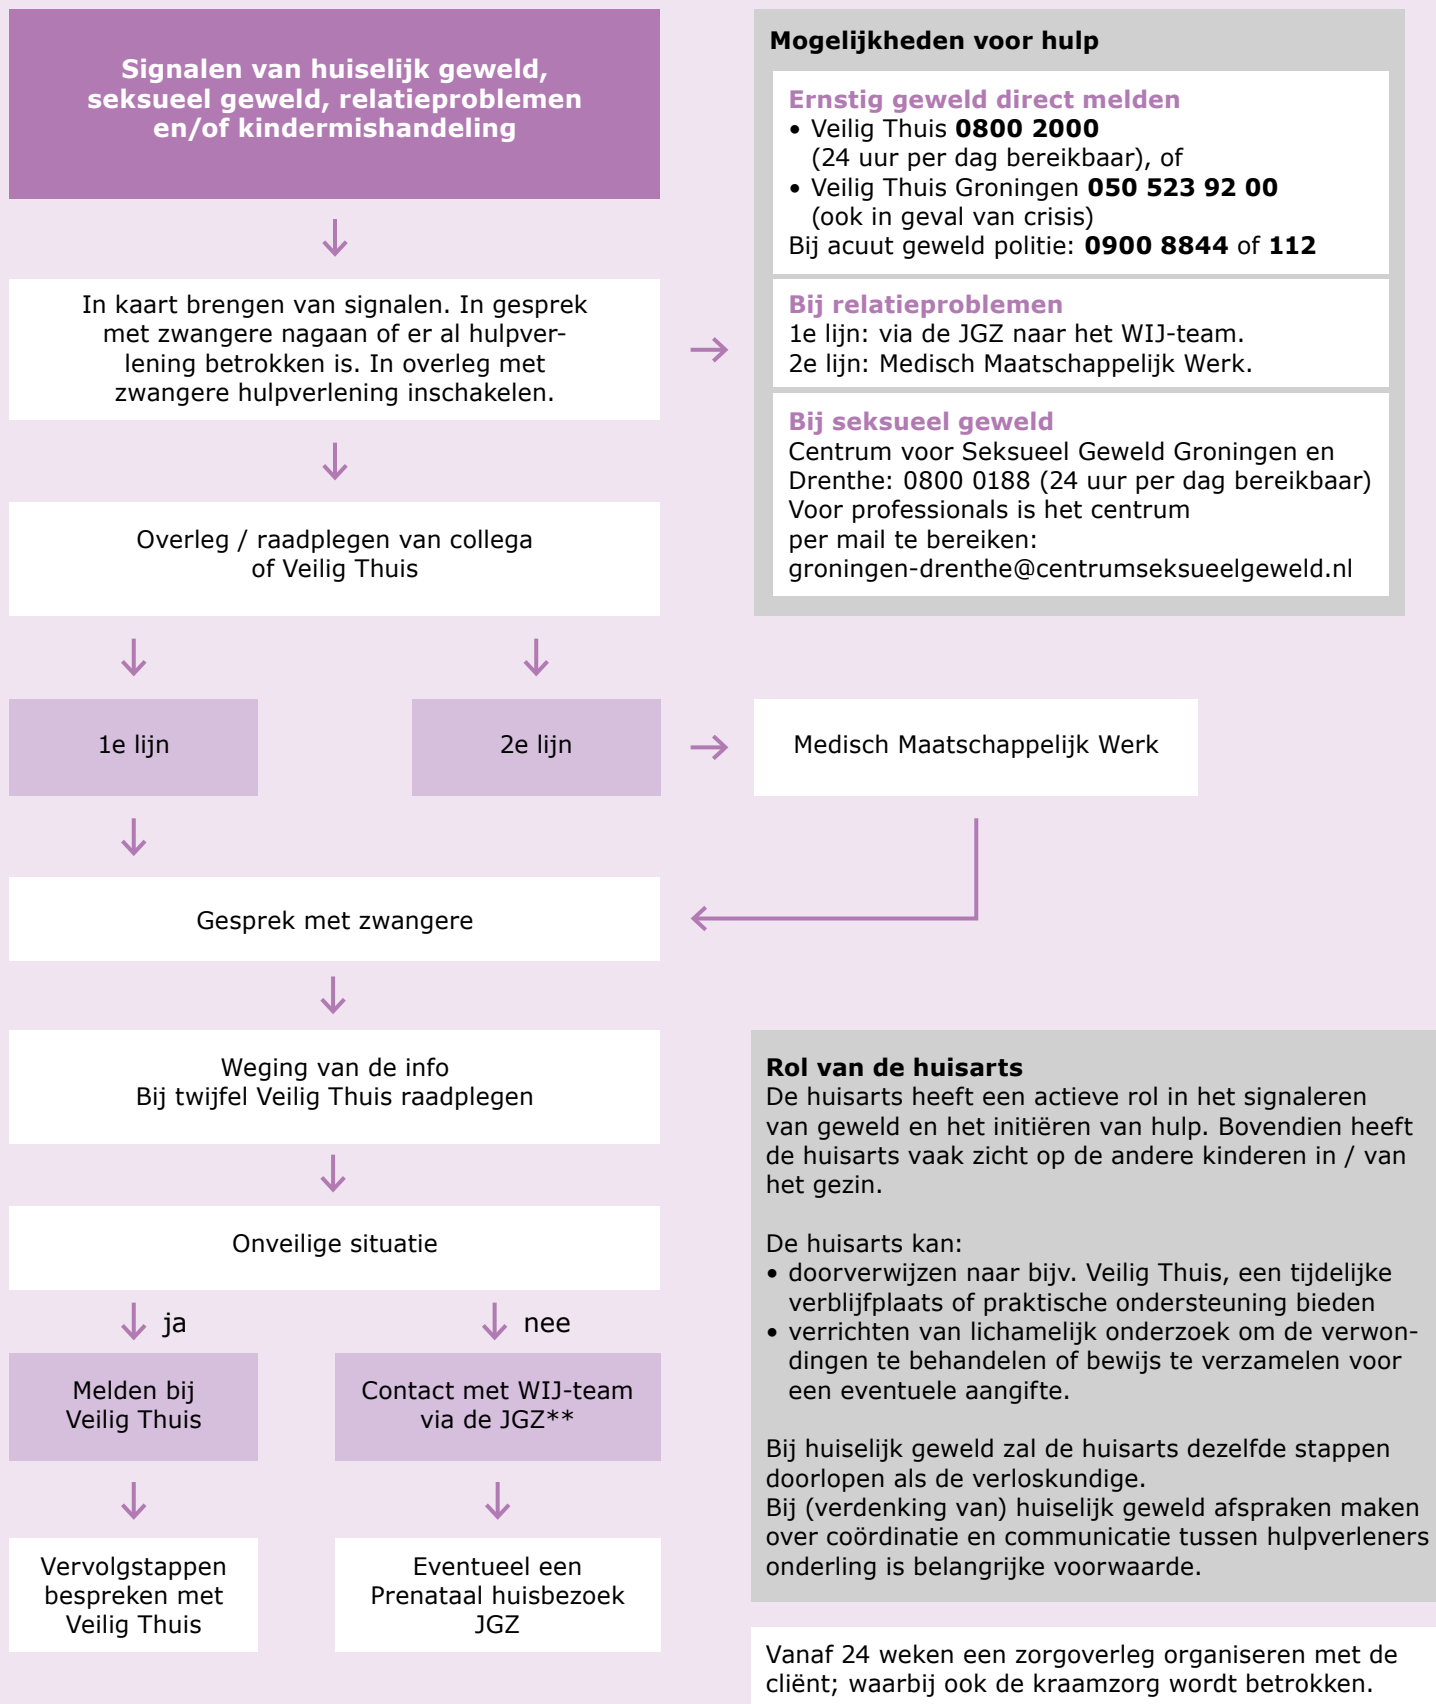 Signalen van huiselijk geweld,
seksueel geweld, relatieproblemen
en/of kindermishandeling
In kaart brengen van signalen. In gesprek
met zwangere nagaan of er al hulpver-
lening betrokken is. In overleg met
zwangere hulpverlening inschakelen.
Mogelijkheden voor hulp
Ernstig geweld direct melden
• Veilig Thuis 0800 2000
(24 uur per dag bereikbaar), of
• Veilig Thuis Groningen 050 523 92 00
(ook in geval van crisis)
Bij acuut geweld politie: 0900 8844 of 112
Bij relatieproblemen
1e lijn: via de JGZ naar het WIJ-team.
2e lijn: Medisch Maatschappelijk Werk.
Bij seksueel geweld
Centrum voor Seksueel Geweld Groningen en
Drenthe: 0800 0188 (24 uur per dag bereikbaar)
Voor professionals is het centrum
per mail te bereiken:
groningen-drenthe@centrumseksueelgeweld.nl
Overleg / raadplegen van collega
of Veilig Thuis
1e lijn
2e lijn
Medisch Maatschappelijk Werk
Gesprek met zwangere
Weging van de info
Bij twijfel Veilig Thuis raadplegen
Onveilige situatie
ja
nee
Melden bij
Veilig Thuis
Contact met WIJ-team
via de JGZ**
Vervolgstappen
bespreken met
Veilig Thuis
Eventueel een
Prenataal huisbezoek
JGZ
Rol van de huisarts
De huisarts heeft een actieve rol in het signaleren
van geweld en het initiëren van hulp. Bovendien heeft
de huisarts vaak zicht op de andere kinderen in / van
het gezin.
De huisarts kan:
• doorverwijzen naar bijv. Veilig Thuis, een tijdelijke
verblijfplaats of praktische ondersteuning bieden
• verrichten van lichamelijk onderzoek om de verwon-
dingen te behandelen of bewijs te verzamelen voor
een eventuele aangifte.
Bij huiselijk geweld zal de huisarts dezelfde stappen
doorlopen als de verloskundige.
Bij (verdenking van) huiselijk geweld afspraken maken
over coördinatie en communicatie tussen hulpverleners
onderling is belangrijke voorwaarde.
Vanaf 24 weken een zorgoverleg organiseren met de
cliënt; waarbij ook de kraamzorg wordt betrokken.